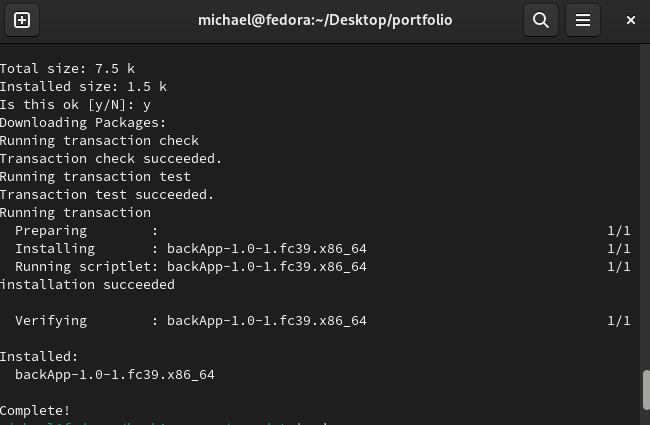 michael@fedora:~/Desktop/portfolio
Total size: 7.5 k
Installed size: 1.5 k
Is this ok [y/N]: y
Downloading Packages:
Running transaction check
Transaction check succeeded.
Running transaction test
Transaction test succeeded.
Running transaction
Preparing        :                                                        1/1
Installing       : backApp-1.0-1.fc39.x86_64                              1/1
Running scriptlet: backApp-1.0-1.fc39.x86_64                              1/1
installation succeeded
Verifying        : backApp-1.0-1.fc39.x86_64                              1/1
Installed:
backApp-1.0-1.fc39.x86_64
Complete!